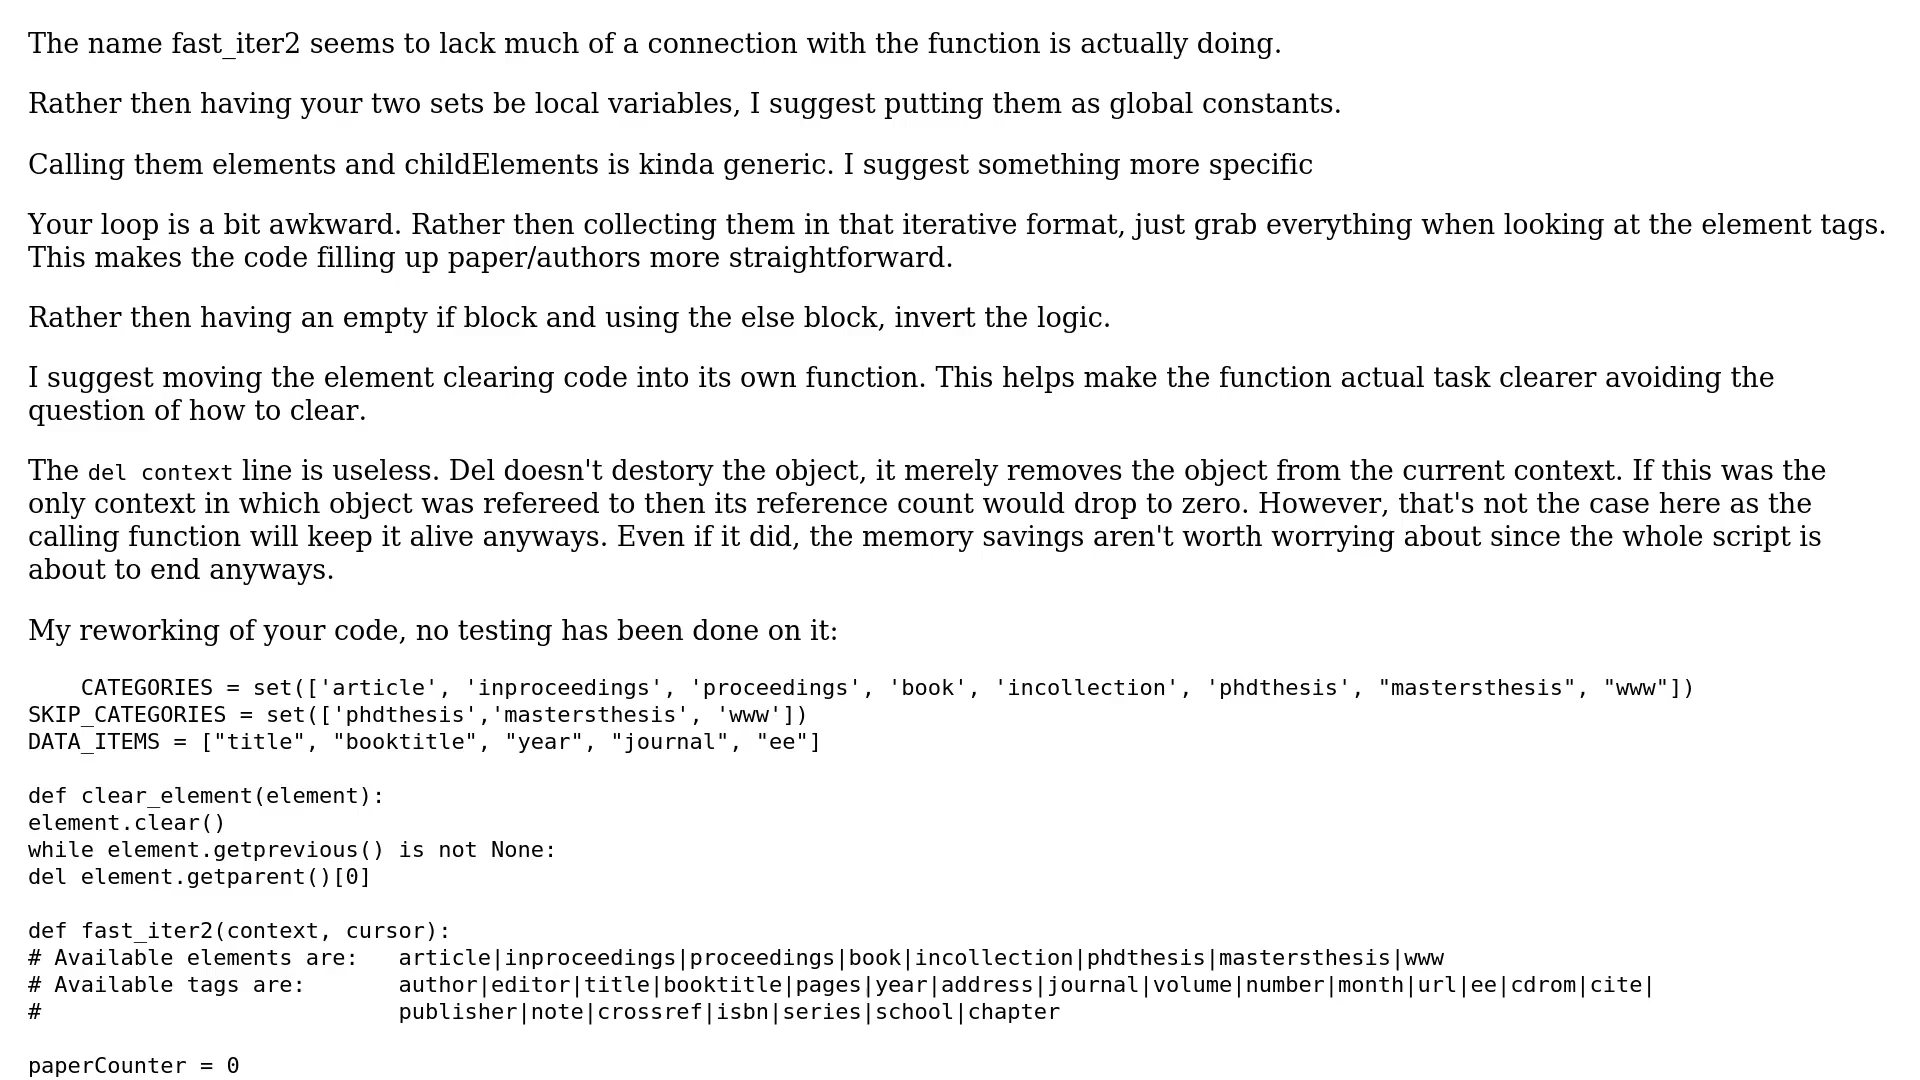 The name fast_iter2 seems to lack much of a connection with the function is actually doing.
Rather then having your two sets be local variables, I suggest putting them as global constants.
Calling them elements and childElements is kinda generic. I suggest something more specific
Your loop is a bit awkward. Rather then collecting them in that iterative format, just grab everything when looking at the element tags.
This makes the code filling up paper/authors more straightforward.
Rather then having an empty if block and using the else block, invert the logic.
I suggest moving the element clearing code into its own function. This helps make the function actual task clearer avoiding the
question of how to clear.
The del context line is useless. Del doesn't destory the object, it merely removes the object from the current context. If this was the
only context in which object was refereed to then its reference count would drop to zero. However, that's not the case here as the
calling function will keep it alive anyways. Even if it did, the memory savings aren't worth worrying about since the whole script is
about to end anyways.
My reworking of your code, no testing has been done on it:
    CATEGORIES = set(['article', 'inproceedings', 'proceedings', 'book', 'incollection', 'phdthesis', "mastersthesis", "www"])
SKIP_CATEGORIES = set(['phdthesis','mastersthesis', 'www'])
DATA_ITEMS = ["title", "booktitle", "year", "journal", "ee"]
def clear_element(element):
element.clear()
while element.getprevious() is not None:
del element.getparent()[0]
def fast_iter2(context, cursor):
# Available elements are:   article|inproceedings|proceedings|book|incollection|phdthesis|mastersthesis|www
# Available tags are:       author|editor|title|booktitle|pages|year|address|journal|volume|number|month|url|ee|cdrom|cite|
#                           publisher|note|crossref|isbn|series|school|chapter
paperCounter = 0